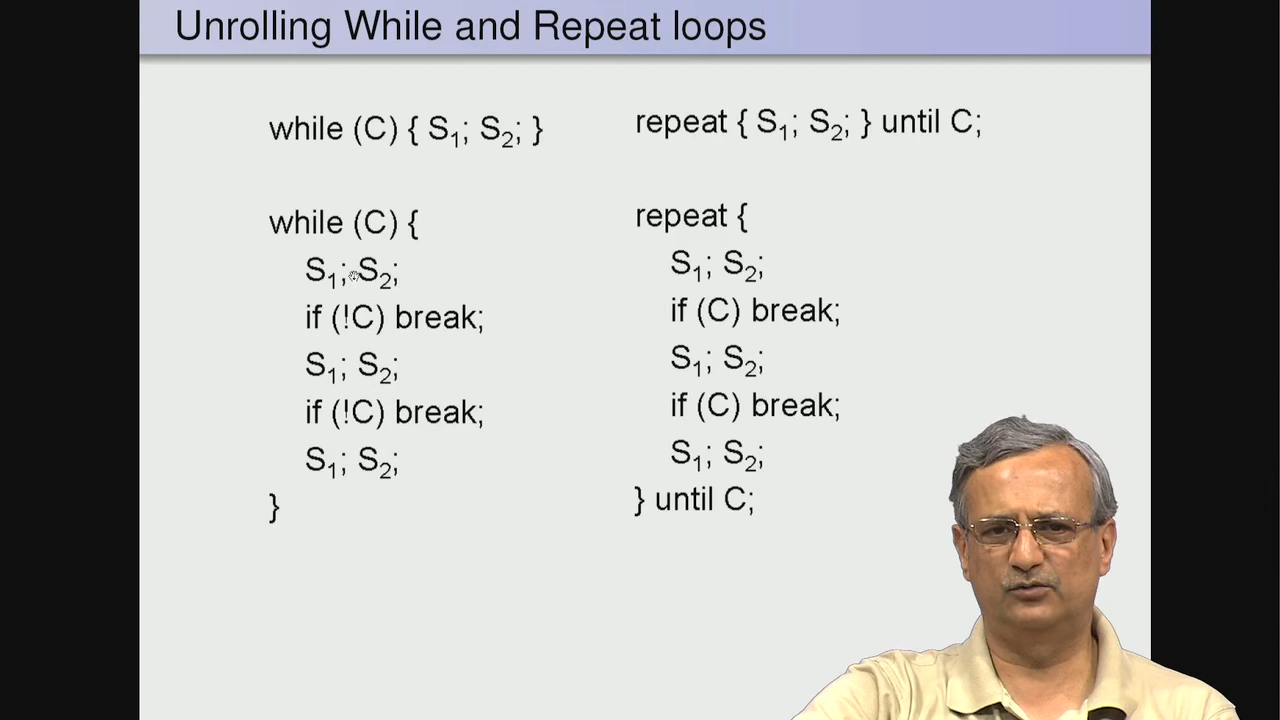 Unrolling While and Repeat loops
while (C) { S₁; S₂; }
while (C) {
S₁; S₂;
if (!C) break;
S₁; S₂;
if (!C) break;
S₁; S₂;
}
repeat { S₁; S₂; } until C;
repeat {
S₁; S₂;
if (C) break;
S₁; S₂;
if (C) break;
S₁; S₂;
} until C;